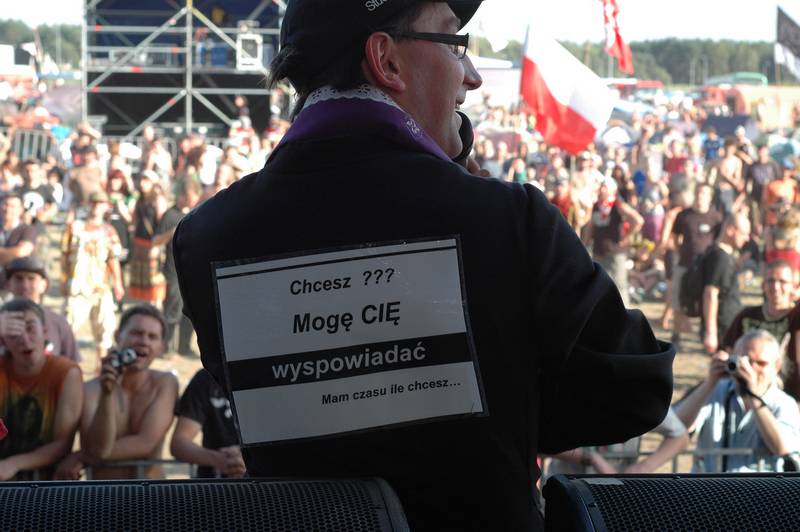 Chcesz ???
Mogę CIĘ
wyspowiadać
Mam czasu ile chcesz...